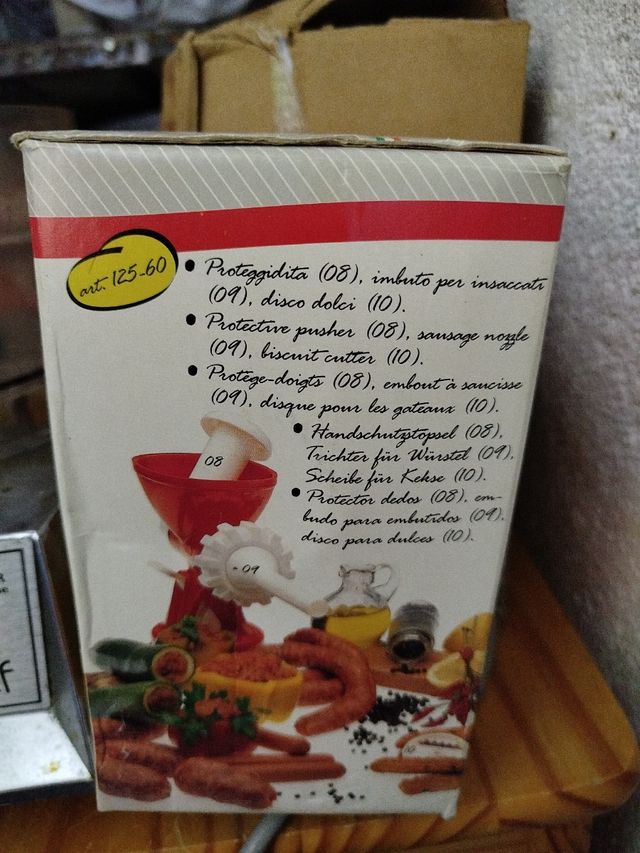 art. 125-60
• Proteggidita (08), imbuto per insaccati
(09), disco dolci (10).
• Protective pusher (08), sausage nozzle
(09), biscuit cutter (10).
• Protège-doigts (08), embout à saucisse
(09), disque pour les gateaux (10).
• Handschutzstopsel (08),
Trichter für Würstel (09),
Scheibe für Kekse (10).
• Protector dedos (08), em-
budo para embutidos (09),
disco para dulces (10).
08
09
10